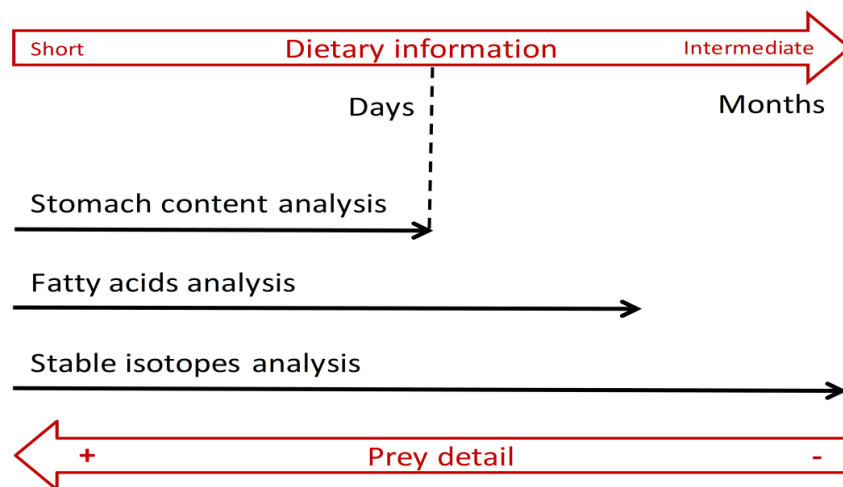 Short Dietary information Intermediate
Days Months
Stomach content analysis
Fatty acids analysis
Stable isotopes analysis
+ Prey detail -